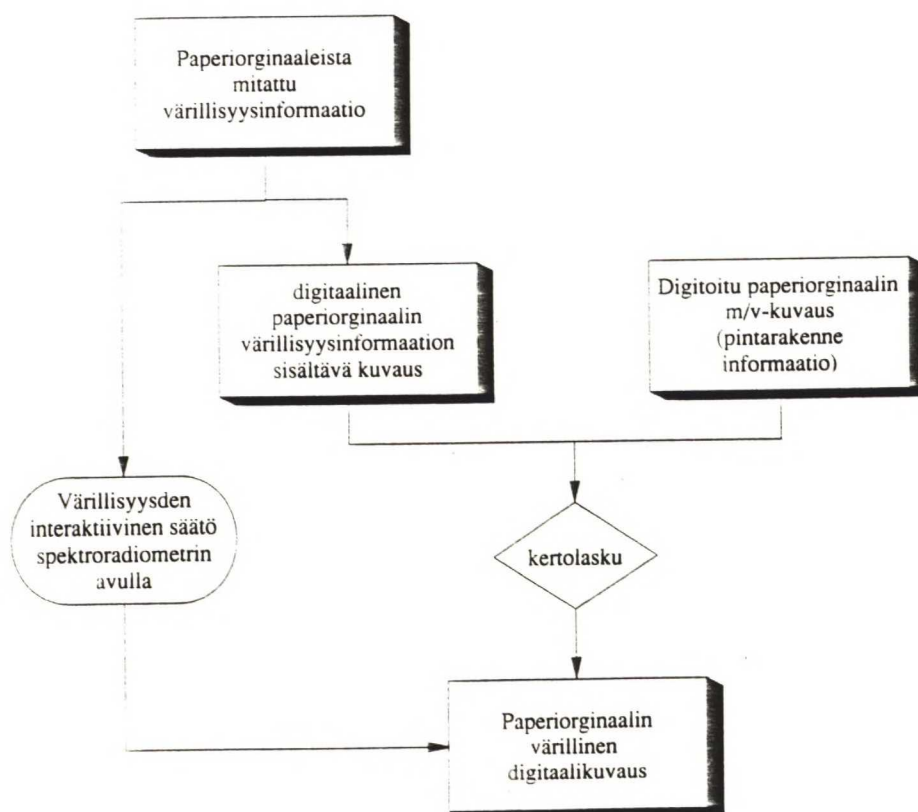 Paperiorginaaleista
mitattu
värillisyysinformaatio
digitaalinen
paperiorginaalin
värillisyysinformaation
sisältävä kuvaus
Digitoitu paperiorginaalin
m/v-kuvaus
(pintarakenne
informaatio)
Värillisyysden
interaktiivinen säätö
spektroradiometrin
avulla
kertolasku
Paperiorginaalin
värillinen
digitaalikuvaus